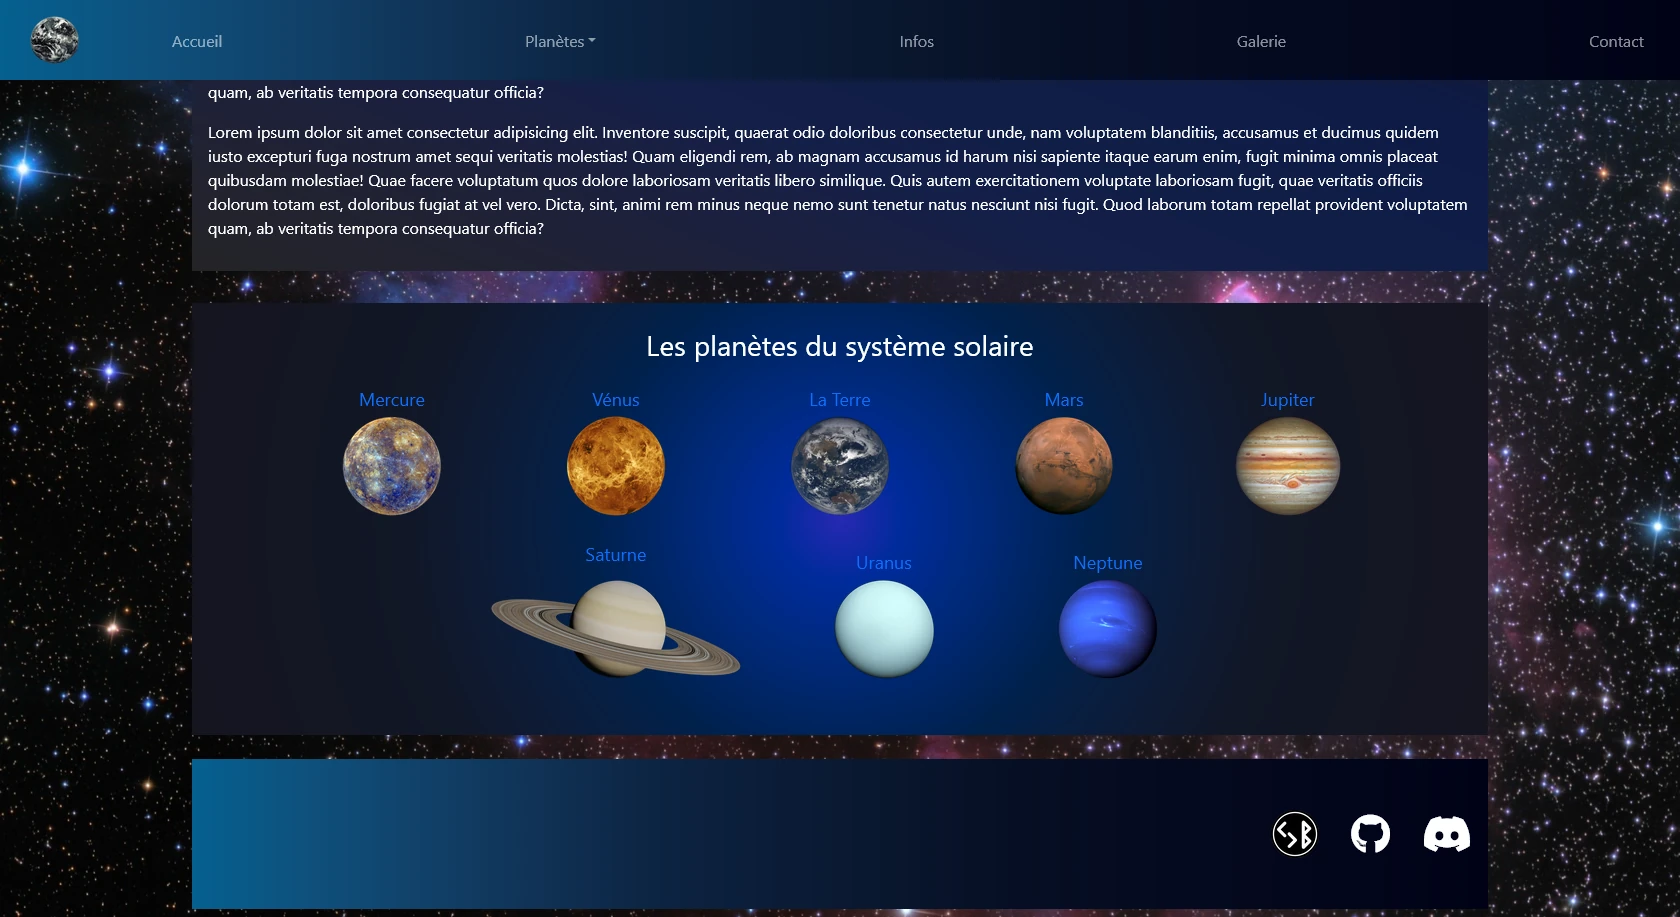 Accueil Planètes Infos Galerie Contact
quam, ab veritatis tempora consequatur officia?
Lorem ipsum dolor sit amet consectetur adipisicing elit. Inventore suscipit, quaerat odio doloribus consectetur unde, nam voluptatem blanditiis, accusamus et ducimus quidem
iusto excepturi fuga nostrum amet sequi veritatis molestias! Quam eligendi rem, ab magnam accusamus id harum nisi sapiente itaque earum enim, fugit minima omnis placeat
quibusdam molestiae! Quae facere voluptatum quos dolore laboriosam veritatis libero similique. Quis autem exercitationem voluptate laboriosam fugit, quae veritatis officiis
dolorum totam est, doloribus fugiat at vel vero. Dicta, sint, animi rem minus neque nemo sunt tenetur natus nesciunt nisi fugit. Quod laborum totam repellat provident voluptatem
quam, ab veritatis tempora consequatur officia?
Les planètes du système solaire
Mercure Vénus La Terre Mars Jupiter
Saturne Uranus Neptune